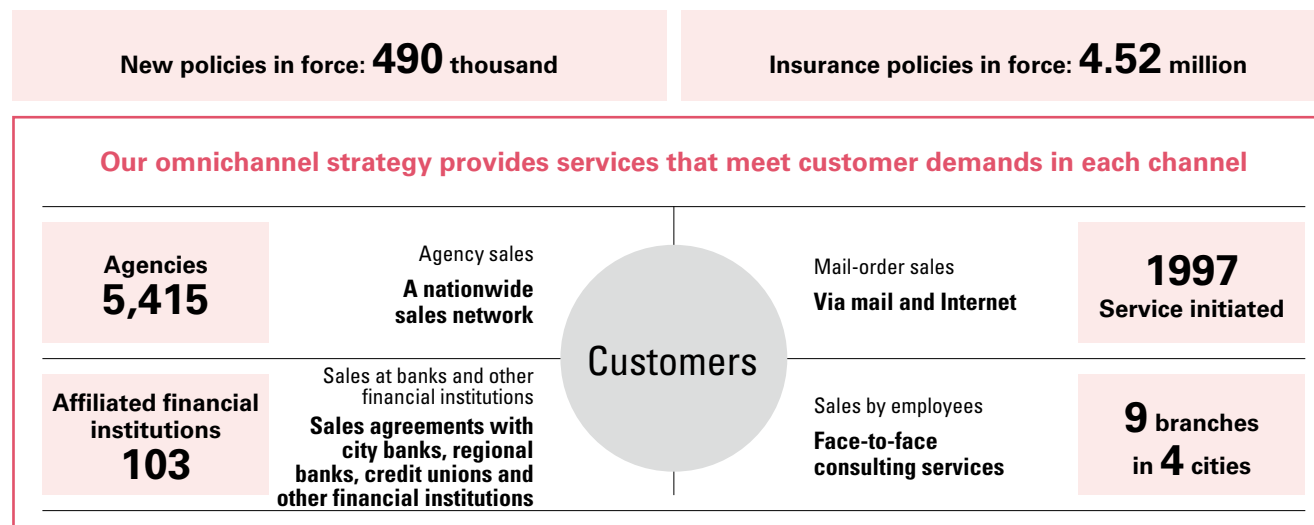 New policies in force: 490 thousand
Insurance policies in force: 4.52 million
Our omnichannel strategy provides services that meet customer demands in each channel
Agencies
5,415
Agency sales
A nationwide
sales network
Customers
Mail-order sales
Via mail and Internet
1997
Service initiated
Affiliated financial
institutions
103
Sales at banks and other
financial institutions
Sales agreements with
city banks, regional
banks, credit unions and
other financial institutions
Sales by employees
Face-to-face
consulting services
9 branches
in 4 cities